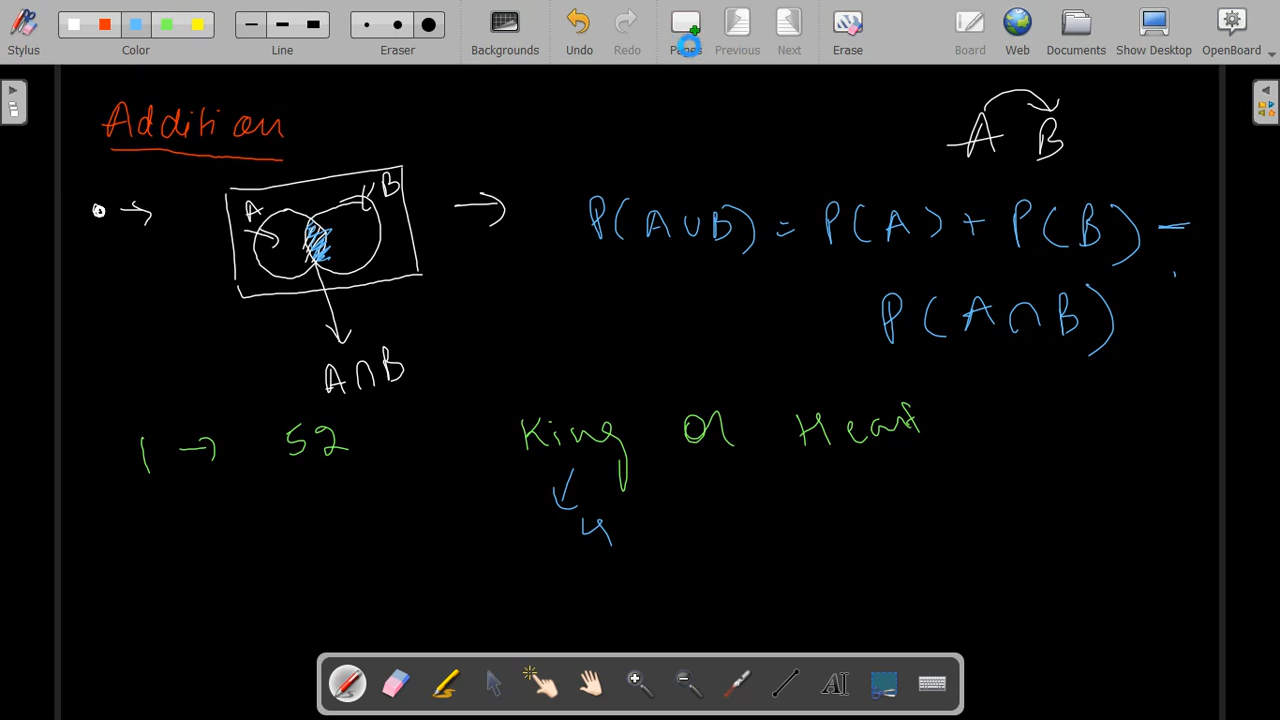 Stylus Color Line Eraser Backgrounds Undo Redo Pages Previous Next Erase Board Web Documents Show Desktop OpenBoard
Addition
A B
A B
P(A∪B) = P(A) + P(B) -
P(A∩B)
A∩B
1 → 52 King or Heart
4